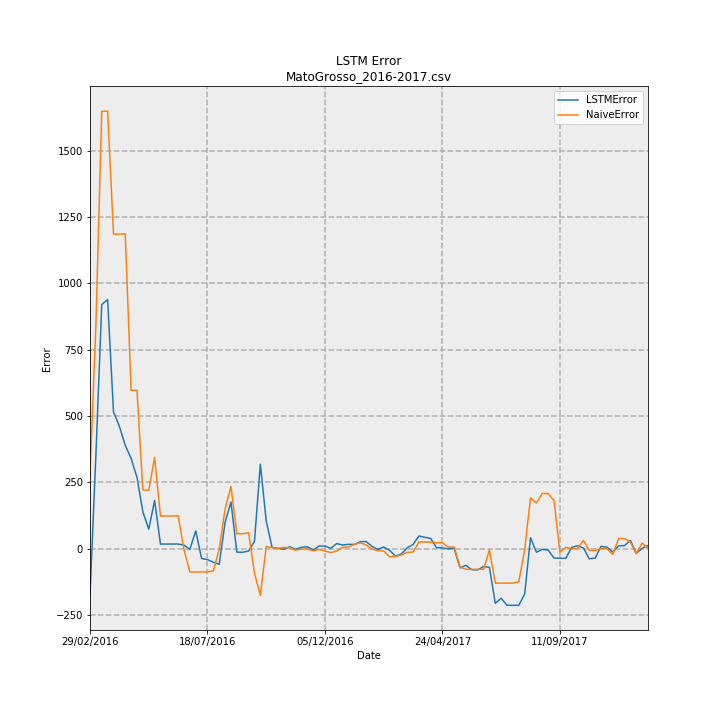 LSTM Error
MatoGrosso_2016-2017.csv
LSTMError
NaiveError
1500
1250
1000
750
500
250
0
−250
Error
29/02/2016
18/07/2016
05/12/2016
24/04/2017
11/09/2017
Date